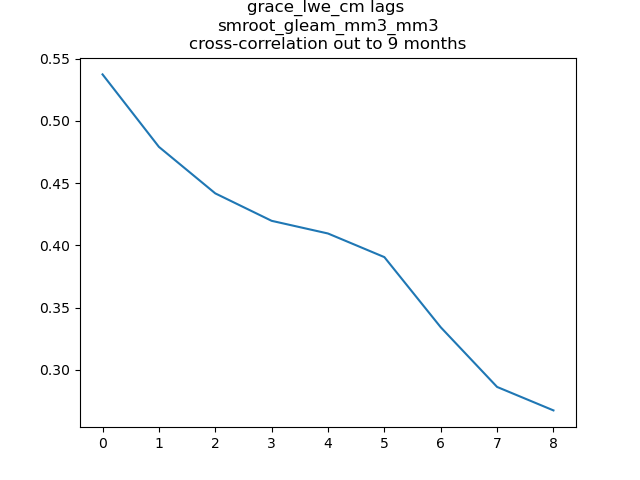 grace_lwe_cm lags
smroot_gleam_mm3_mm3
cross-correlation out to 9 months
0.55
0.50
0.45
0.40
0.35
0.30
0 1 2 3 4 5 6 7 8